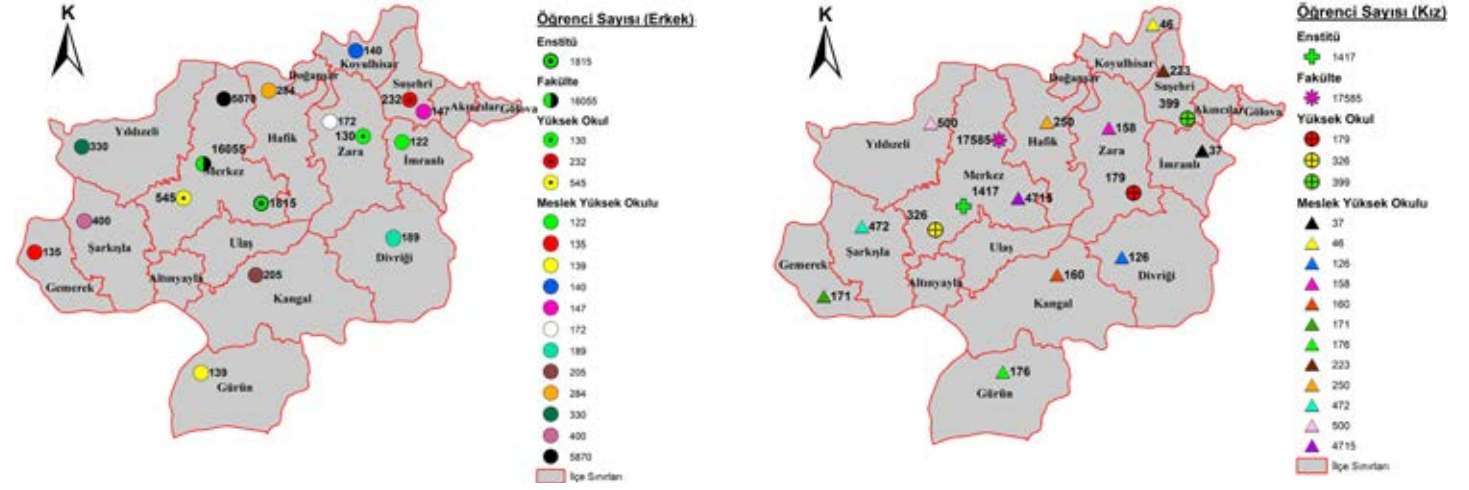 K
140
Koyulhisar
Doğanşar
284
5870
Suşehri
232
147
Akıncılar
Gölova
172
130
Zara
122
İmranlı
Hafik
Yıldızeli
330
16055
Merkez
545
1815
400
Şarkışla
135
Gemerek
Ulaş
Altınyayla
205
Kangal
189
Divriği
139
Gürün
Öğrenci Sayısı (Erkek)
Enstitü
1815
Fakülte
16055
Yüksek Okul
130
232
545
Meslek Yüksek Okulu
122
135
139
140
147
172
189
205
284
330
400
5870
İlçe Sınırları
K
46
Koyulhisar
Doğanşar
223
Suşehri
399
Akıncılar
Gölova
500
Yıldızeli
250
Hafik
158
Zara
37
İmranlı
17585
Merkez
1417
4715
179
326
472
Şarkışla
Gemerek
171
Ulaş
Altınyayla
160
Kangal
126
Divriği
176
Gürün
Öğrenci Sayısı (Kız)
Enstitü
1417
Fakülte
17585
Yüksek Okul
179
326
399
Meslek Yüksek Okulu
37
46
126
158
160
171
176
223
250
472
500
4715
İlçe Sınırları